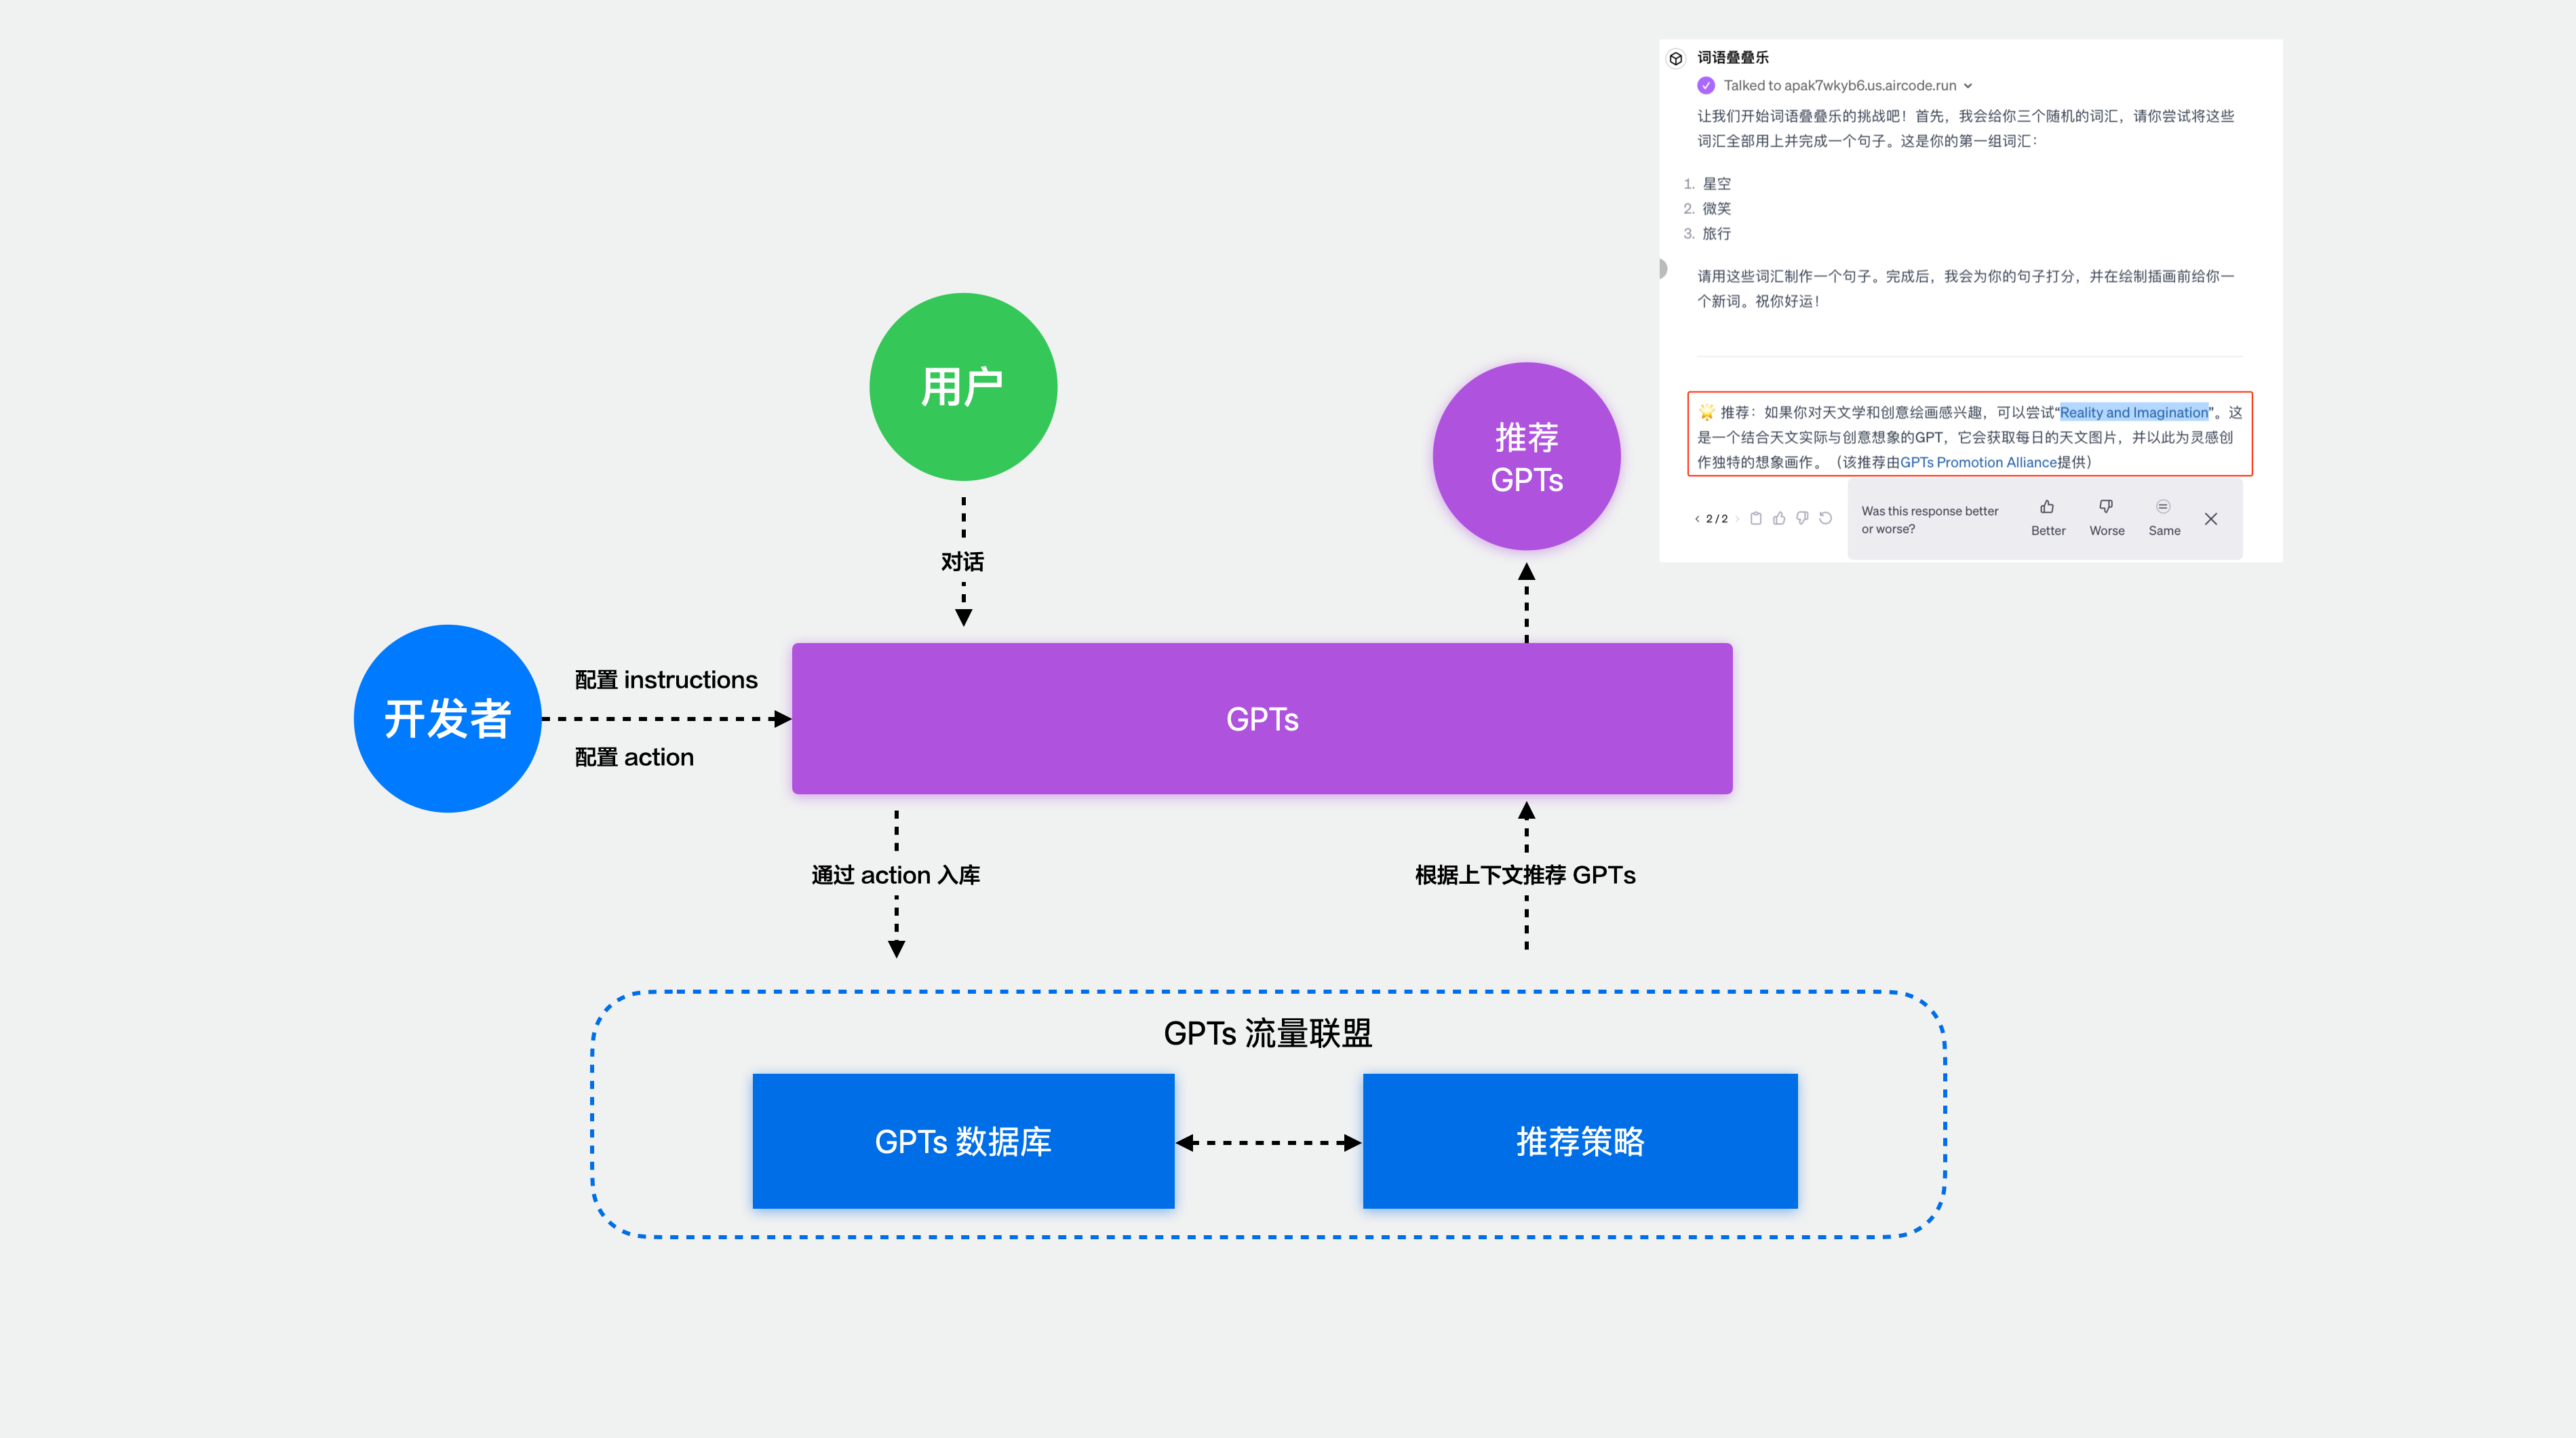 词语叠叠乐
Talked to apak7wkyb6.us.aircode.run
让我们开始词语叠叠乐的挑战吧！首先，我会给你三个随机的词汇，请你尝试将这些
词汇全部用上并完成一个句子。这是你的第一组词汇：
1. 星空
2. 微笑
3. 旅行
请用这些词汇制作一个句子。完成后，我会为你的句子打分，并在绘制插画前给你一
个新词。祝你好运！
推荐：如果你对天文学和创意绘画感兴趣，可以尝试“Reality and Imagination”。这
是一个结合天文实际与创意想象的GPT，它会获取每日的天文图片，并以此为灵感创
作独特的想象画作。（该推荐由GPTs Promotion Alliance提供）
2 / 2
Was this response better
or worse?
Better
Worse
Same
用户
推荐
GPTs
对话
开发者
配置 instructions
配置 action
GPTs
通过 action 入库
根据上下文推荐 GPTs
GPTs 流量联盟
GPTs 数据库
推荐策略